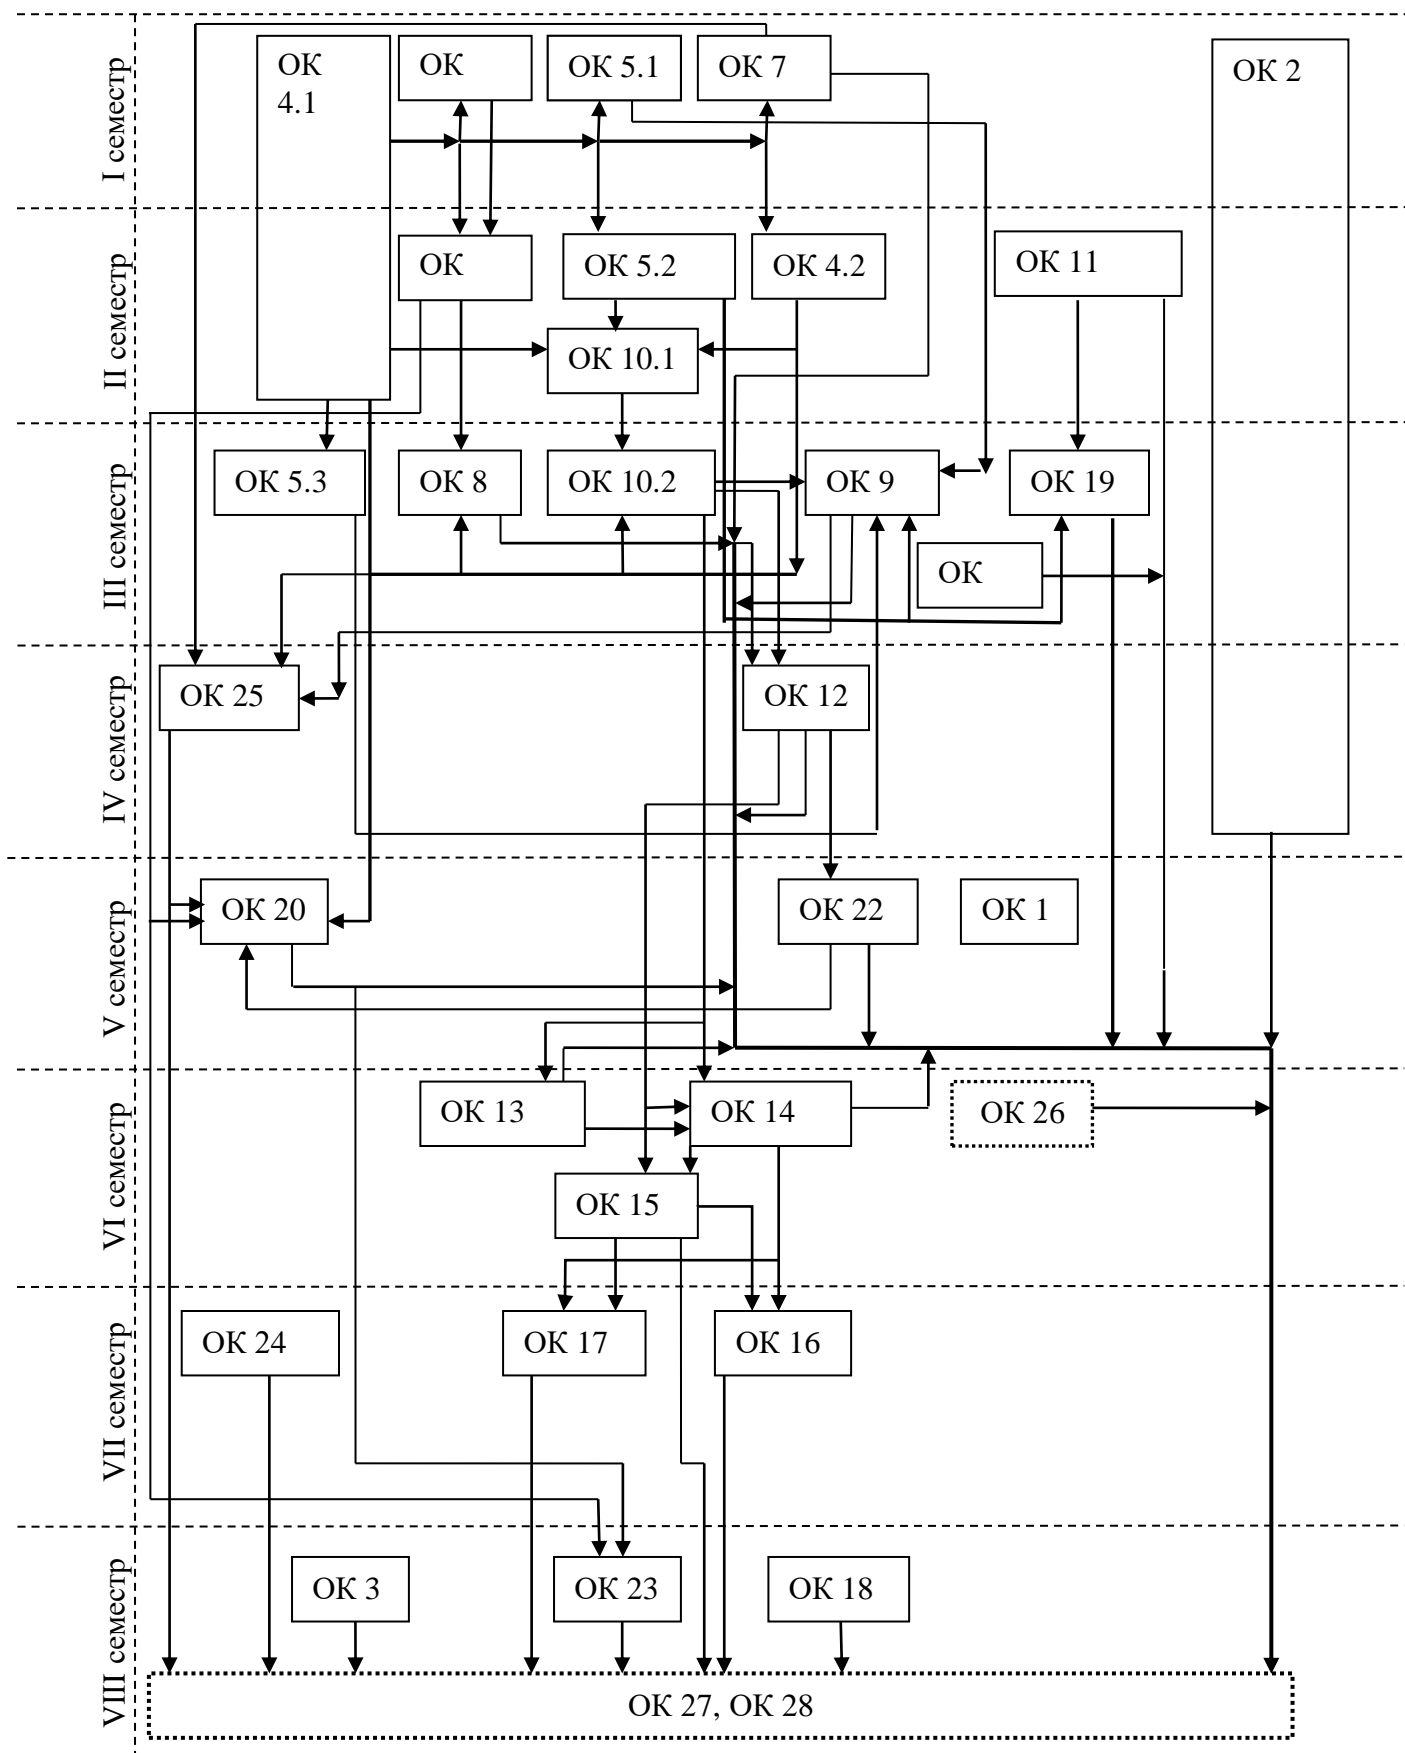 І семестр
ОК
4.1
ОК
ОК 5.1
ОК 7
ОК 2
ІІ семестр
ОК
ОК 5.2
ОК 4.2
ОК 11
ОК 10.1
ІІІ семестр
ОК 5.3
ОК 8
ОК 10.2
ОК 9
ОК 19
ОК
IV семестр
ОК 25
ОК 12
V семестр
ОК 20
ОК 22
ОК 1
VI семестр
ОК 13
ОК 14
ОК 26
ОК 15
VII семестр
ОК 24
ОК 17
ОК 16
VIII семестр
ОК 3
ОК 23
ОК 18
ОК 27, ОК 28